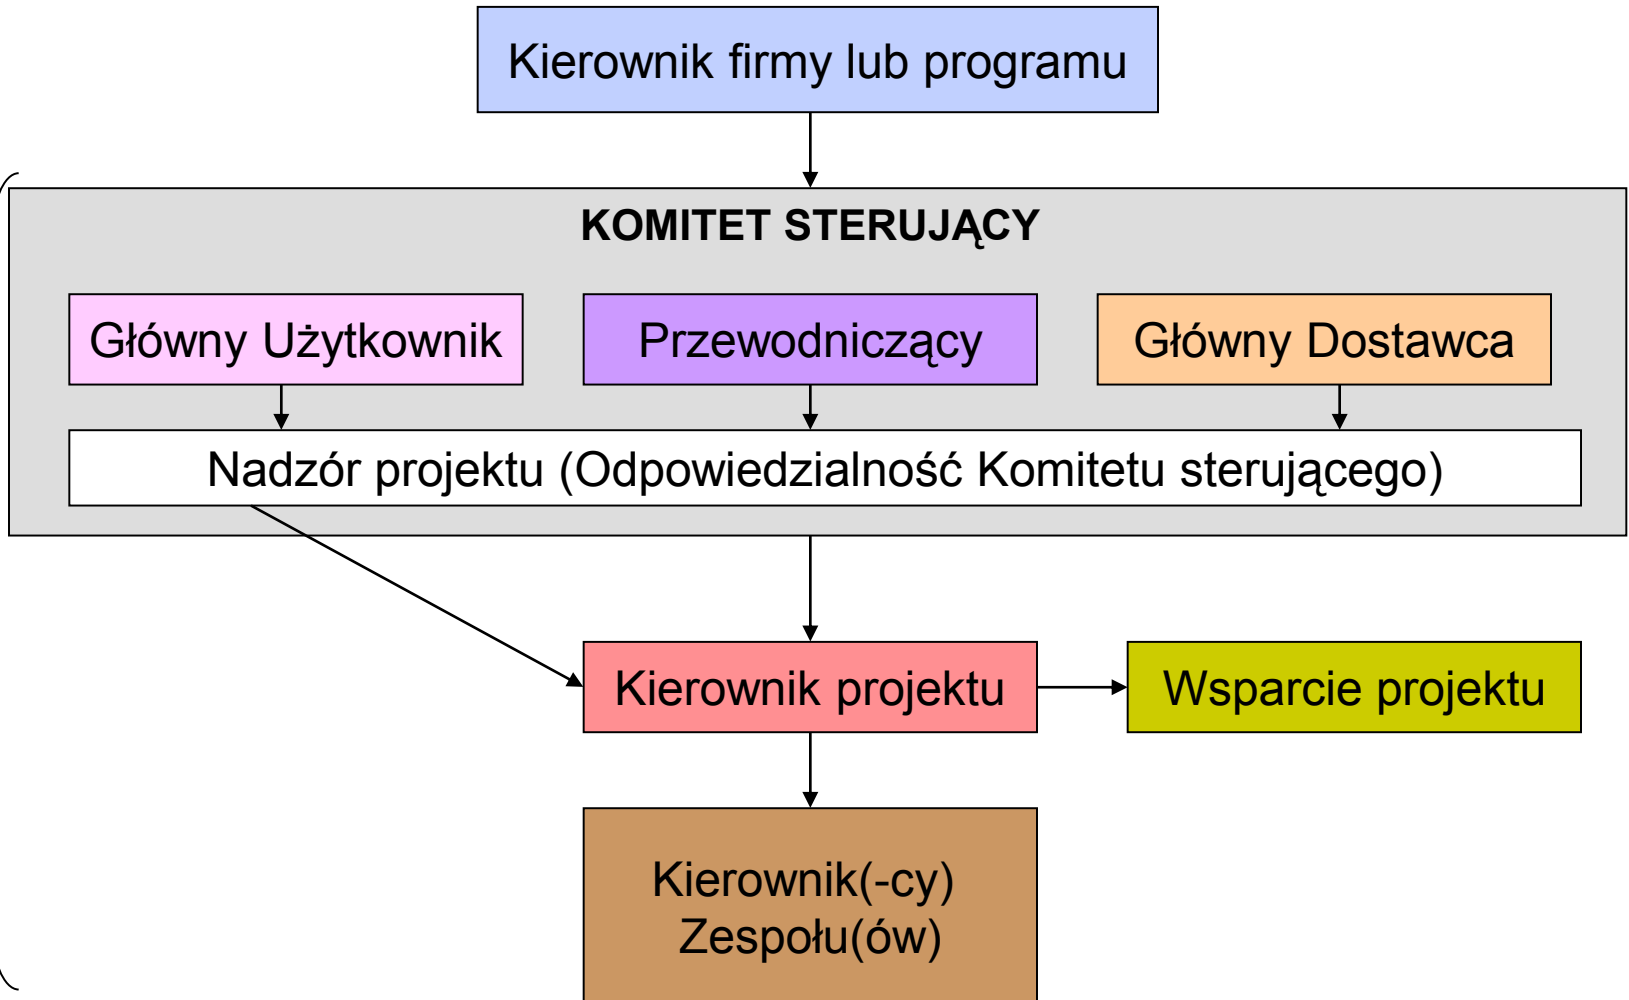 Kierownik firmy lub programu
KOMITET STERUJĄCY
Główny Użytkownik
Przewodniczący
Główny Dostawca
Nadzór projektu (Odpowiedzialność Komitetu sterującego)
Kierownik projektu
Wsparcie projektu
Kierownik(-cy)
Zespołu(ów)